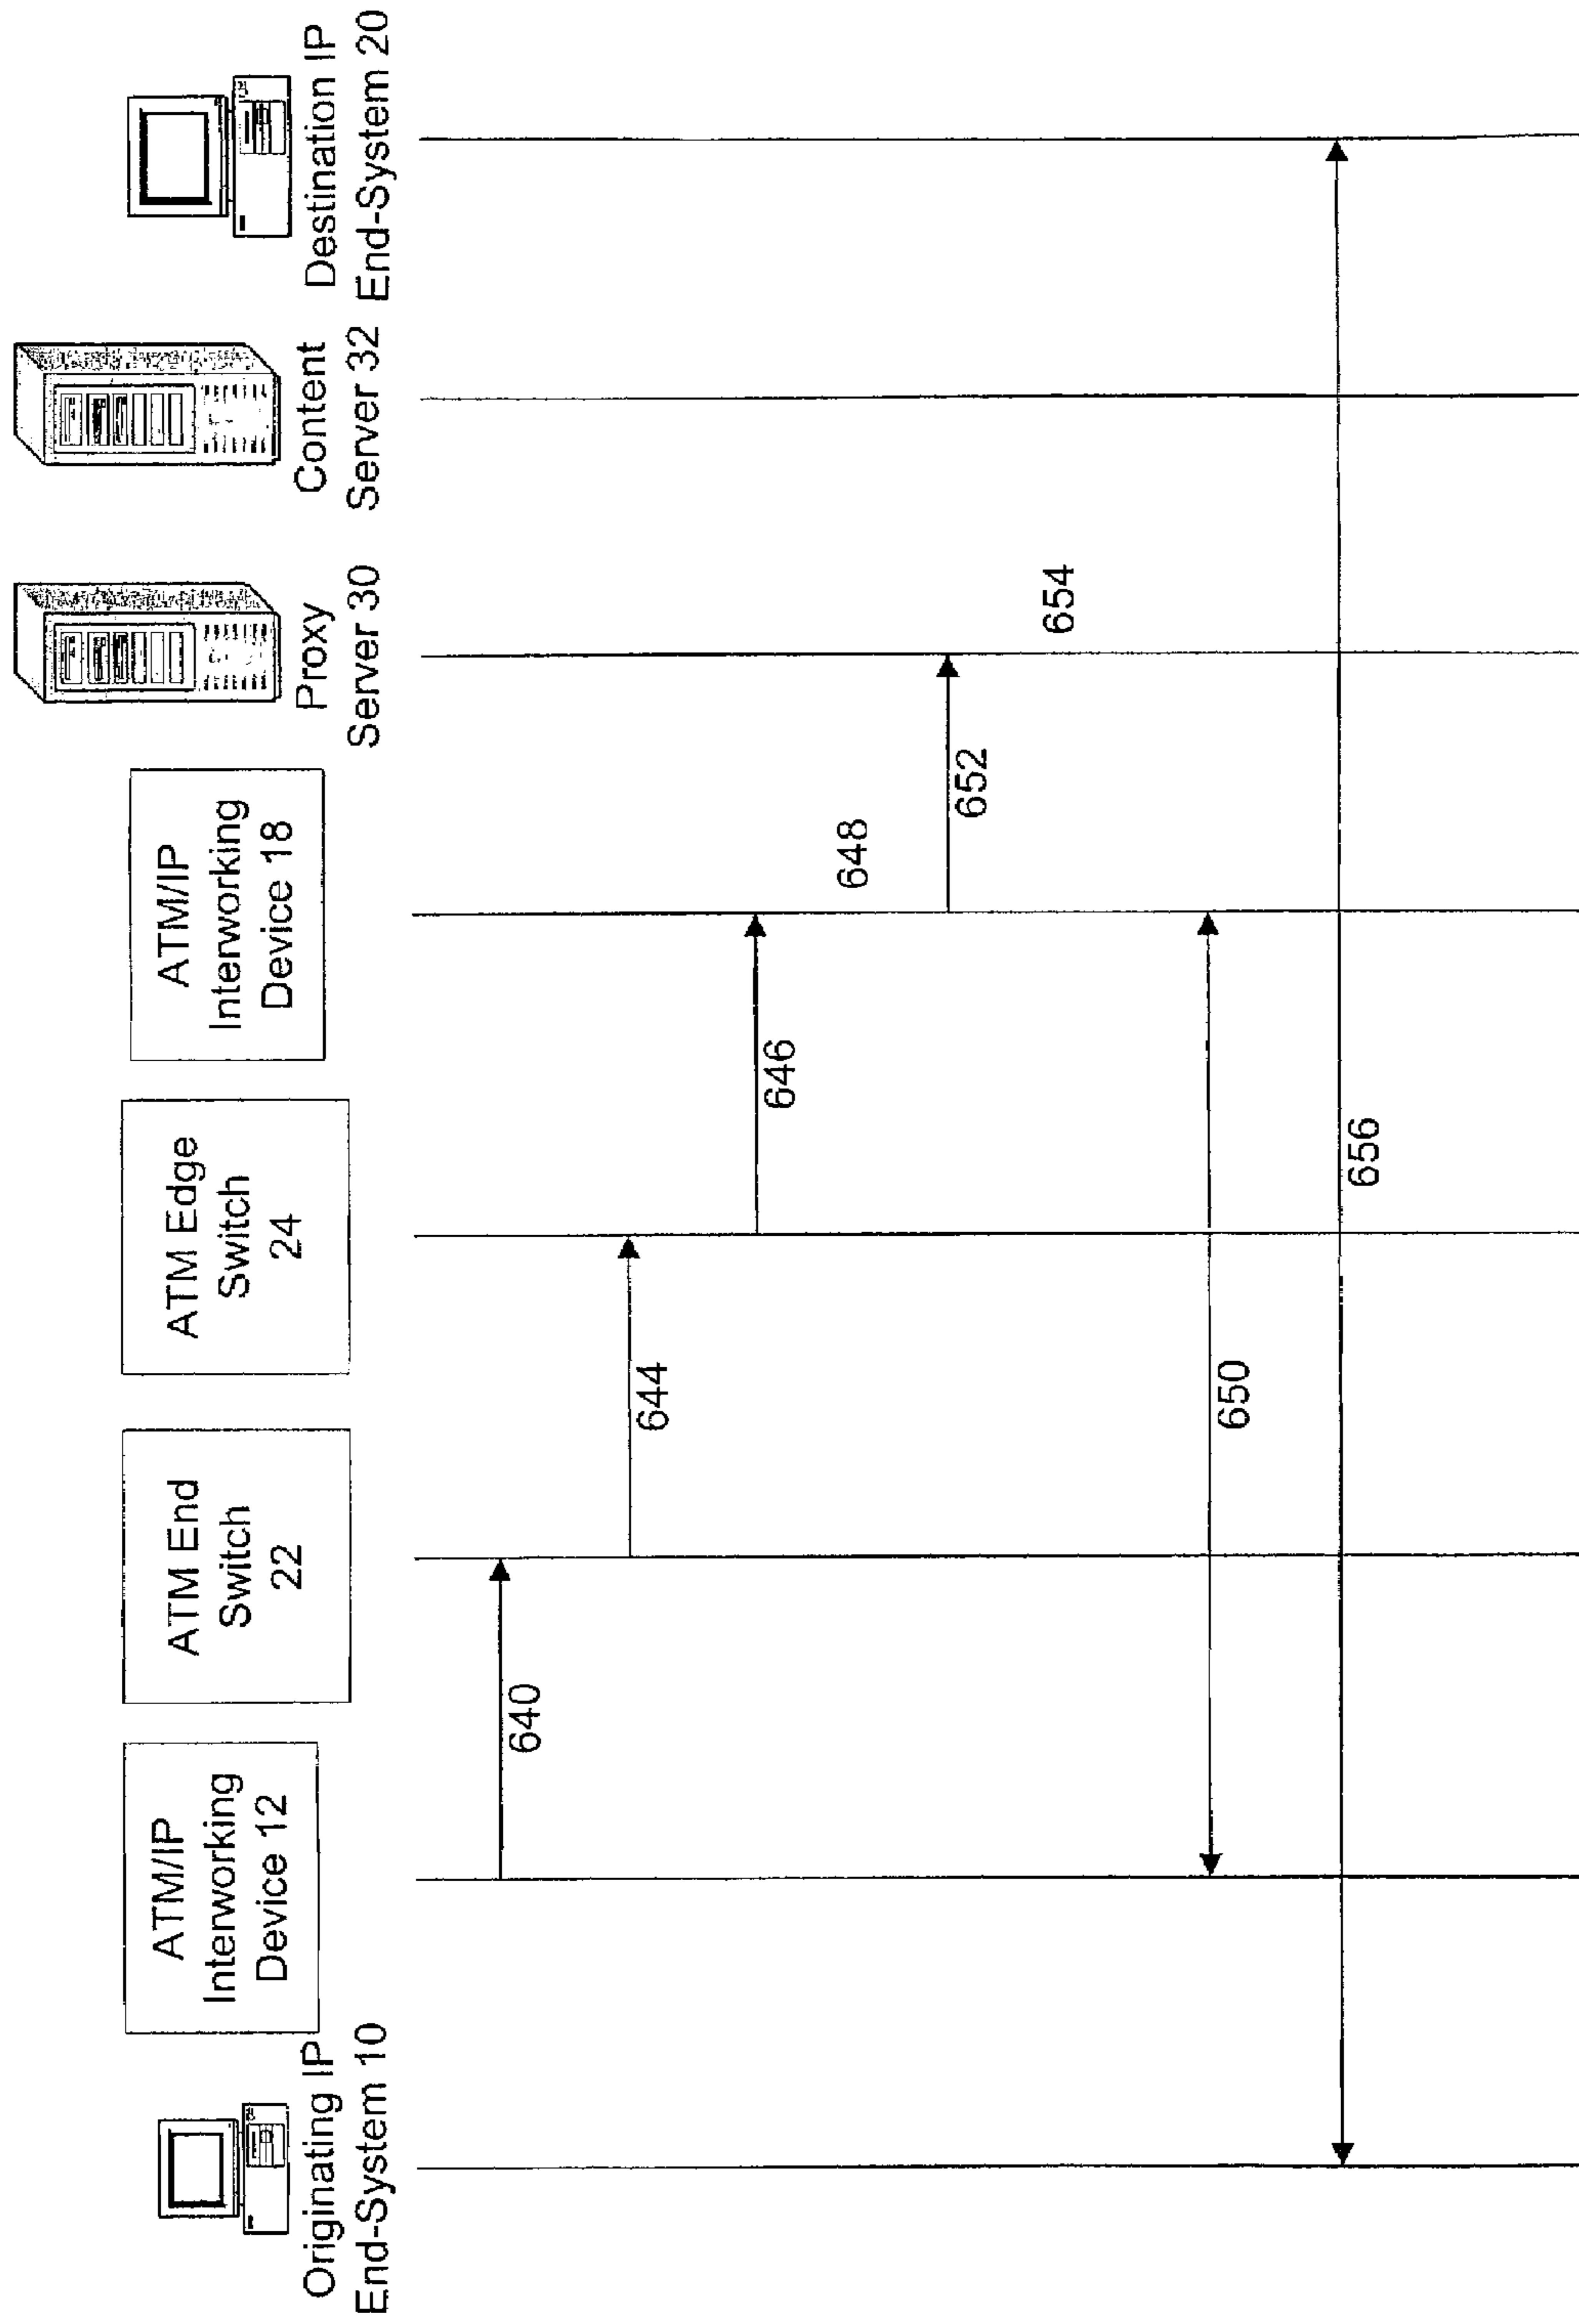 Originating IP
End-System 10
ATM/IP
Interworking
Device 12
ATM End
Switch
22
ATM Edge
Switch
24
ATM/IP
Interworking
Device 18
Proxy
Server 30
Content
Server 32
Destination IP
End-System 20
640
644
646
648
652
654
650
656